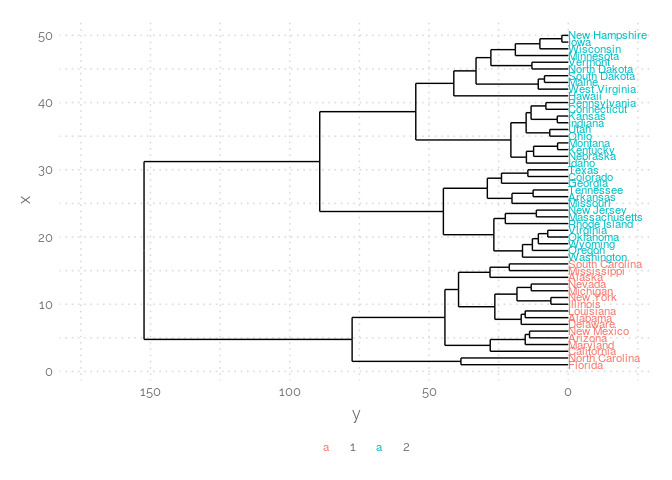 50
40
30
20
10
0
x
New Hampshire
Iowa
Wisconsin
Minnesota
Vermont
North Dakota
South Dakota
Maine
West Virginia
Hawaii
Pennsylvania
Connecticut
Kansas
Indiana
Utah
Ohio
Montana
Kentucky
Nebraska
Idaho
Texas
Colorado
Georgia
Tennessee
Arkansas
Missouri
New Jersey
Massachusetts
Rhode Island
Virginia
Oklahoma
Wyoming
Oregon
Washington
South Carolina
Mississippi
Alaska
Nevada
Michigan
New York
Illinois
Louisiana
Alabama
Delaware
New Mexico
Arizona
Maryland
California
North Carolina
Florida
150 100 50 0
y
a 1 a 2